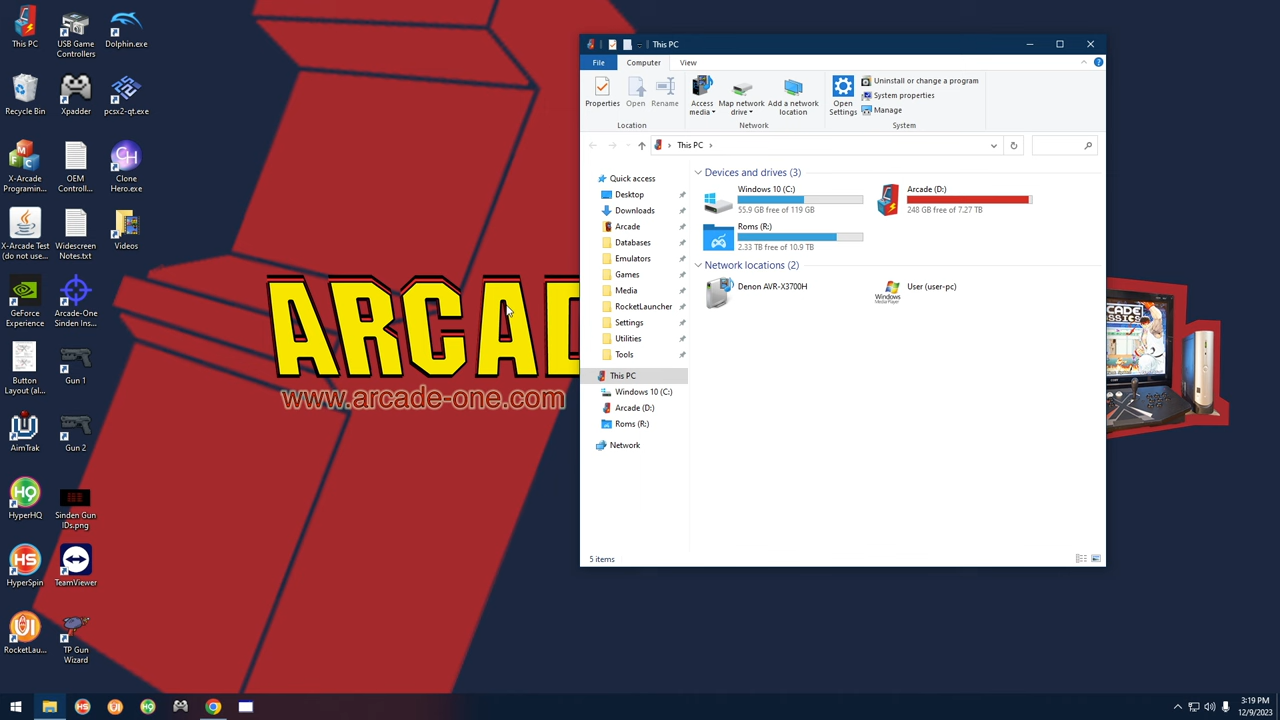 This PC
USB Game
Controllers
Dolphin.exe
Recycle Bin
Xpadder
pcsx2-qt.exe
X-Arcade
Programin...
OEM
Controll...
Clone
Hero.exe
X-Arcade Test
(do not use...
Widescreen
Notes.txt
Videos
GeForce
Experience
Arcade-One
Sinden Ins...
Button
Layout (al...
Gun 1
AimTrak
Gun 2
HyperHQ
Sinden Gun
IDs.png
HyperSpin
TeamViewer
RocketLau...
TP Gun
Wizard
ARCAD
www.arcade-one.com
This PC
File
Computer
View
Properties
Open
Rename
Access
media
Map network
drive
Add a network
location
Open
Settings
Uninstall or change a program
System properties
Manage
Location
Network
System
This PC
Quick access
Desktop
Downloads
Arcade
Databases
Emulators
Games
Media
RocketLauncher
Settings
Utilities
Tools
This PC
Windows 10 (C:)
Arcade (D:)
Roms (R:)
Network
Devices and drives (3)
Windows 10 (C:)
55.9 GB free of 119 GB
Arcade (D:)
248 GB free of 7.27 TB
Roms (R:)
2.33 TB free of 10.9 TB
Network locations (2)
Denon AVR-X3700H
Windows
Media Player
User (user-pc)
5 items
3:19 PM
12/9/2023